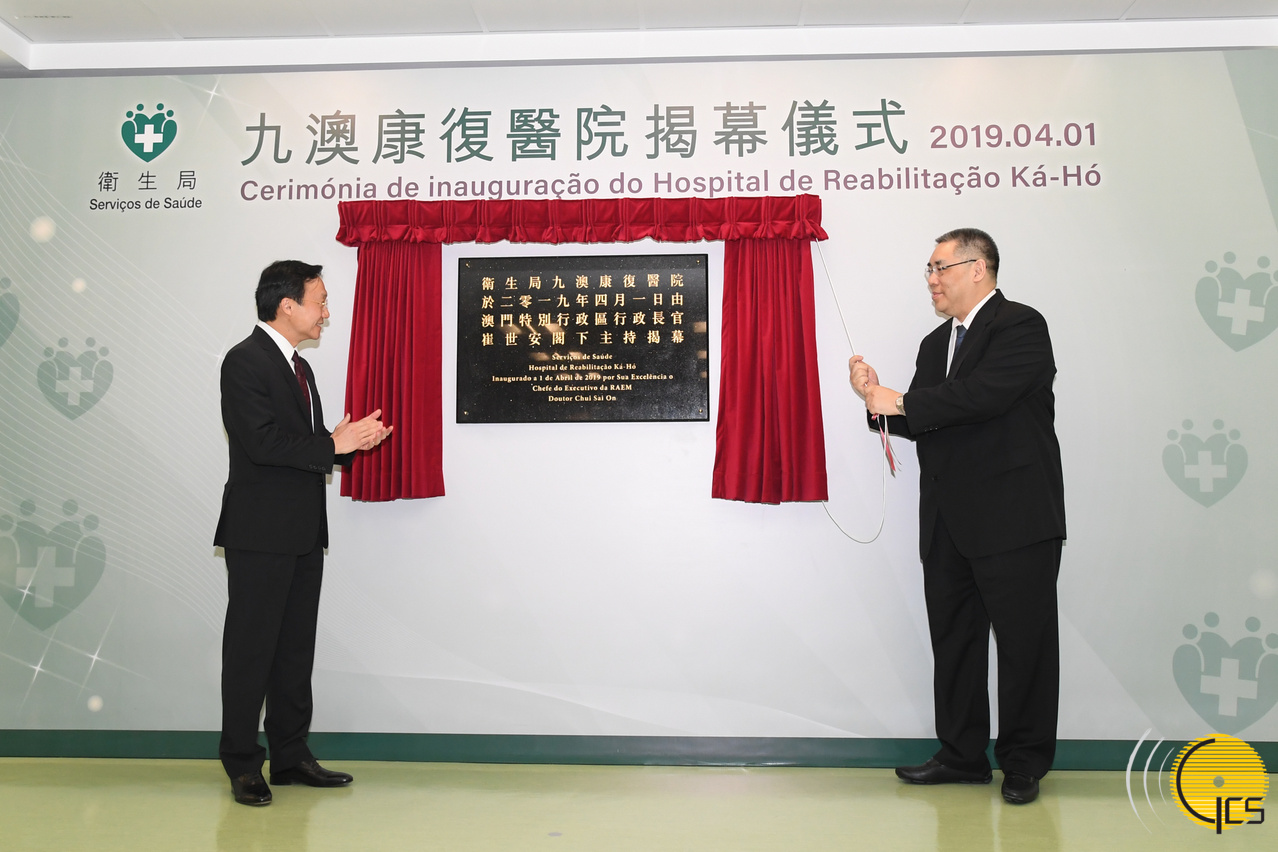 九澳康復醫院揭幕儀式 2019.04.01
Cerimónia de inauguração do Hospital de Reabilitação Ká-Hó
衛生局
Serviços de Saúde
衛生局九澳康復醫院
於二零一九年四月一日由
澳門特別行政區行政長官
崔世安閣下主持揭幕
Serviços de Saúde
Hospital de Reabilitação Ká-Hó
Inaugurado a 1 de Abril de 2019 por Sua Excelência o
Chefe do Executivo da RAEM
Doutor Chui Sai On
GCS